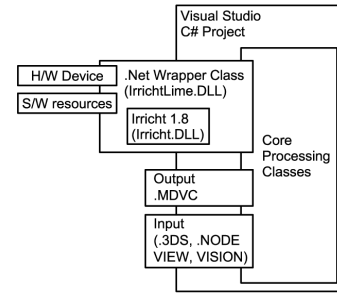 Visual Studio
C# Project
H/W Device
S/W resources
.Net Wrapper Class
(IrrichtLime.DLL)
Irricht 1.8
(Irricht.DLL)
Core
Processing
Classes
Output
.MDVC
Input
(.3DS, .NODE
VIEW, VISION)